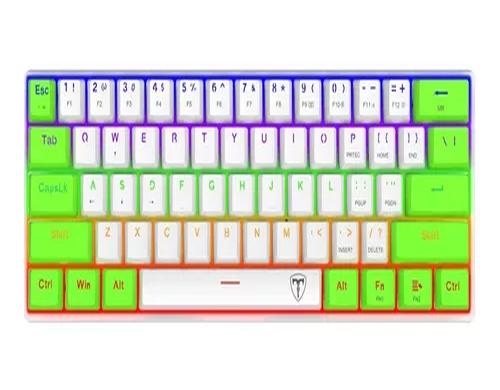 Esc 1! 2@ 3# 4$ 5% 6^ 7& 8* 9( 0) -- =+ ←
F1 F2 F3 F4 F5 F6 F7 F8 F9 F10 F11 F12
Tab Q W E R T Y U I O P [{ ]} \|
PRTSC HOME END
CapsLk A S D F G H J K L
PGUP PGDN
Shift Z X C V B N M ,< .> /? Shift
INSERT DELETE
Ctrl Win Alt Alt Fn Ctrl
FN1 FN2